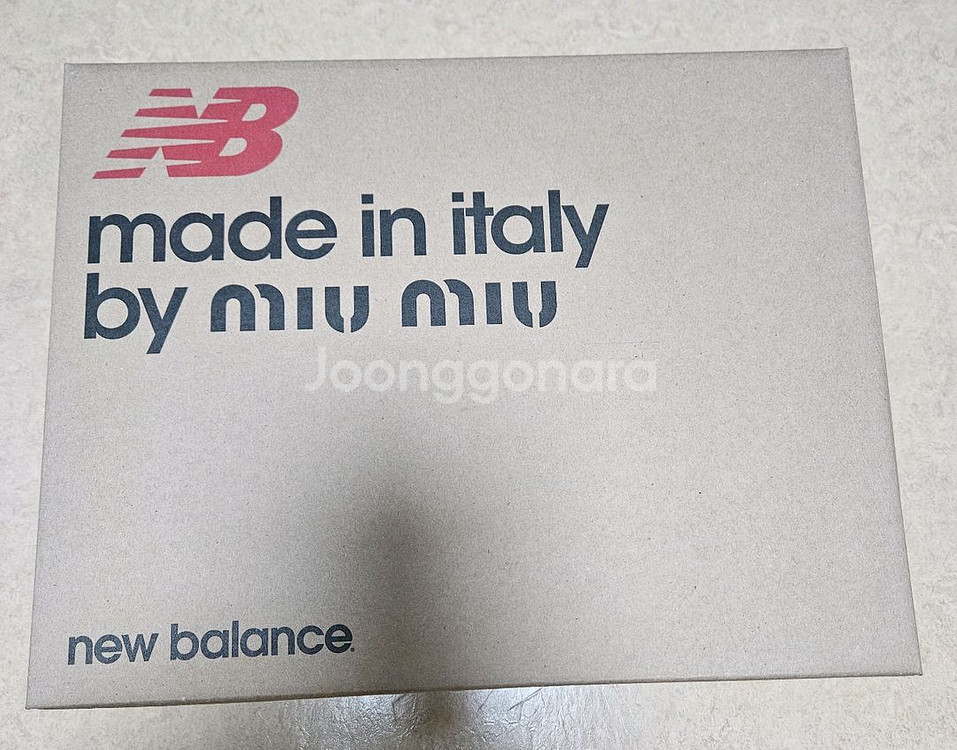 NB
made in italy
by miu miu
Joonggonara
new balance.